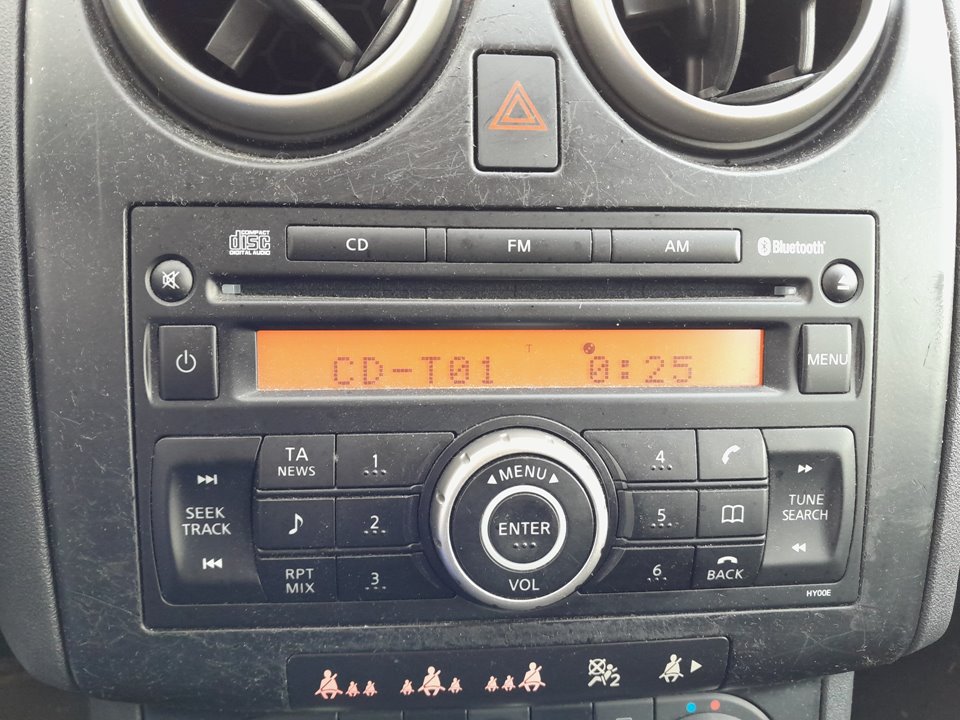 COMPACT
disc
DIGITAL AUDIO
CD
FM
AM
Bluetooth
T
CD-T01 0:25
MENU
TA
NEWS
1
4
SEEK
TRACK
MENU
ENTER
VOL
TUNE
SEARCH
2
5
RPT
MIX
3
6
BACK
HY00E
2